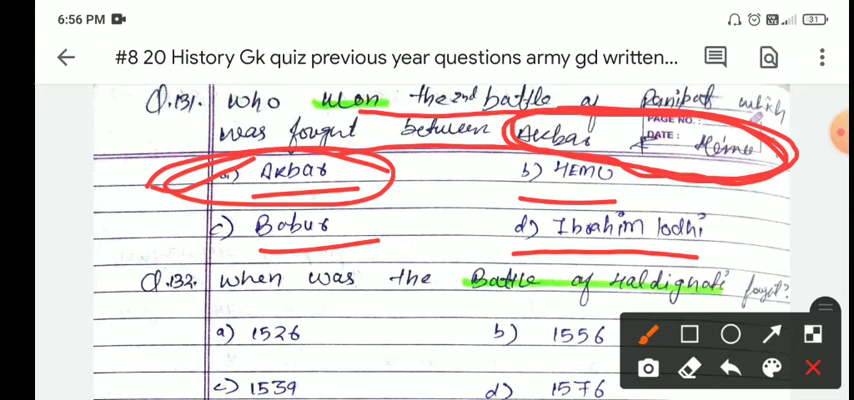 6:56 PM
31
#8 20 History Gk quiz previous year questions army gd written...
Q.131. Who won the 2nd battle of Panipat which
PAGE NO.:
was fought between Akbar & Hemu
DATE:
a) Akbar b) HEMU
c) Babur d) Ibrahim lodhi
Q.132. When was the Battle of Haldighati fought?
a) 1526 b) 1556
c) 1539 d) 1576